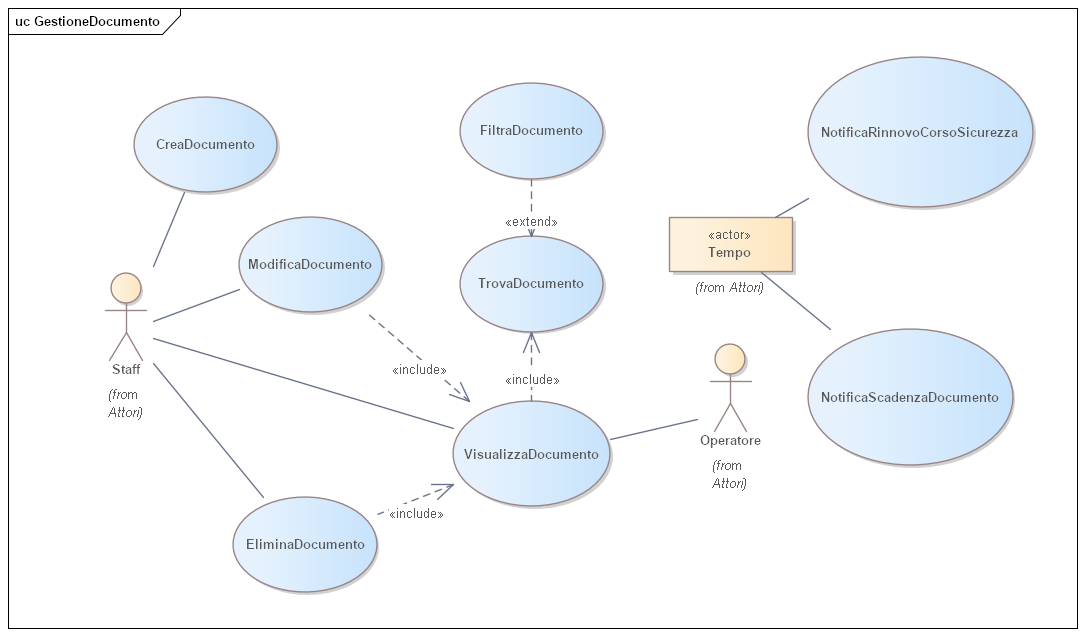 uc GestioneDocumento
CreaDocumento
FiltraDocumento
NotificaRinnovoCorsoSicurezza
«extend»
«actor»
Tempo
(from Attori)
ModificaDocumento
TrovaDocumento
Staff
(from
Attori)
«include»
«include»
NotificaScadenzaDocumento
Operatore
(from
Attori)
VisualizzaDocumento
«include»
EliminaDocumento